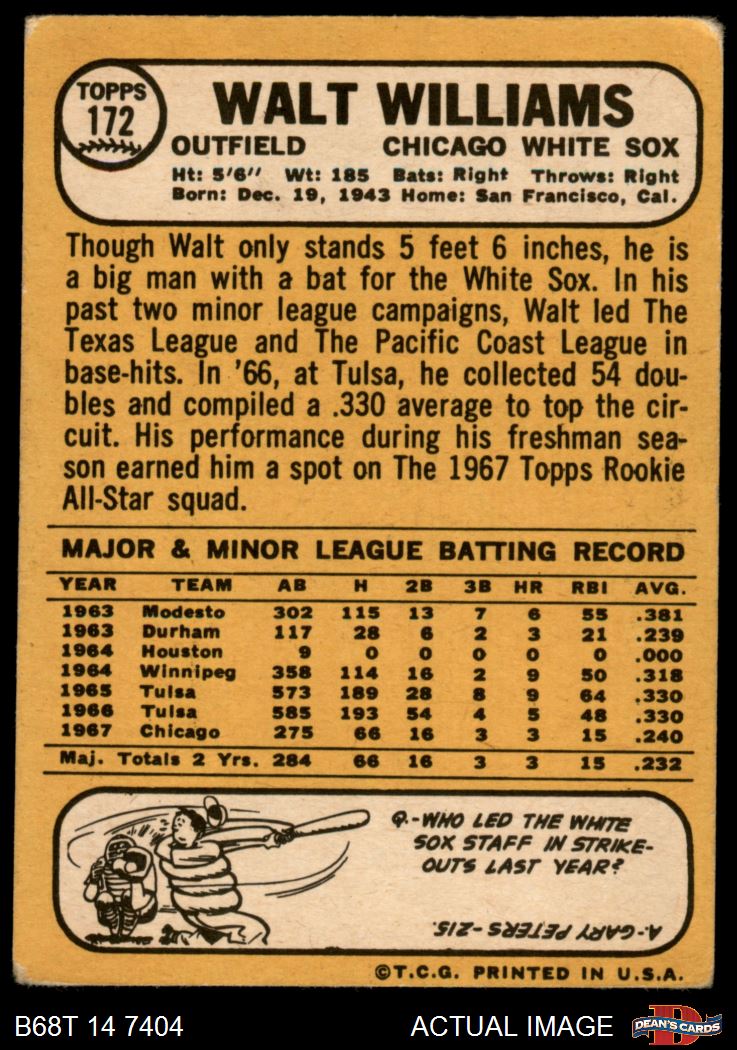 TOPPS
172
WALT WILLIAMS
OUTFIELD CHICAGO WHITE SOX
Ht: 5'6" Wt: 185 Bats: Right Throws: Right
Born: Dec. 19, 1943 Home: San Francisco, Cal.
Though Walt only stands 5 feet 6 inches, he is
a big man with a bat for the White Sox. In his
past two minor league campaigns, Walt led The
Texas League and The Pacific Coast League in
base-hits. In '66, at Tulsa, he collected 54 dou-
bles and compiled a .330 average to top the cir-
cuit. His performance during his freshman sea-
son earned him a spot on The 1967 Topps Rookie
All-Star squad.
MAJOR & MINOR LEAGUE BATTING RECORD
YEAR TEAM AB H 2B 3B HR RBI AVG.
1963 Modesto 302 115 13 7 6 55 .381
1963 Durham 117 28 6 2 3 21 .239
1964 Houston 9 0 0 0 0 0 .000
1964 Winnipeg 358 114 16 2 9 50 .318
1965 Tulsa 573 189 28 8 9 64 .330
1966 Tulsa 585 193 54 4 5 48 .330
1967 Chicago 275 66 16 3 3 15 .240
Maj. Totals 2 Yrs. 284 66 16 3 3 15 .232
Q.-WHO LED THE WHITE
SOX STAFF IN STRIKE-
OUTS LAST YEAR?
A-GARY PETERS-215.
©T.C.G. PRINTED IN U.S.A.
B68T 14 7404 ACTUAL IMAGE
D
DEAN'S CARDS